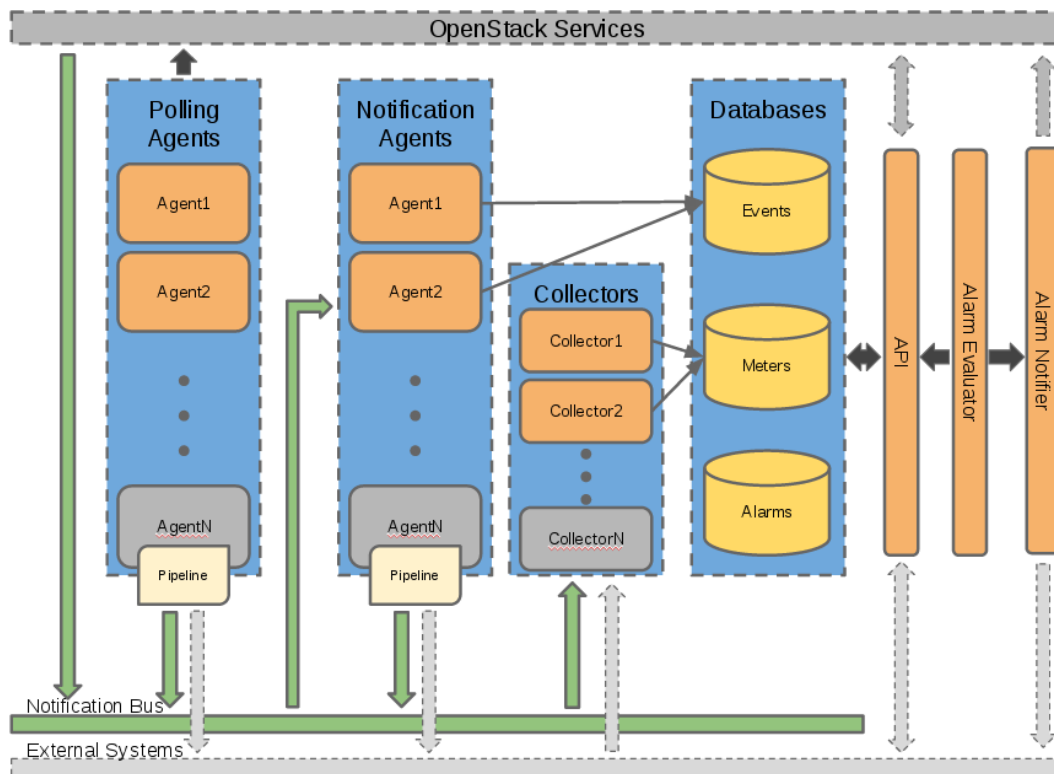 OpenStack Services
Polling
Agents
Agent1
Agent2
AgentN
Pipeline
Notification
Agents
Agent1
Agent2
AgentN
Pipeline
Collectors
Collector1
Collector2
CollectorN
Databases
Events
Meters
Alarms
API
Alarm Evaluator
Alarm Notifier
Notification Bus
External Systems